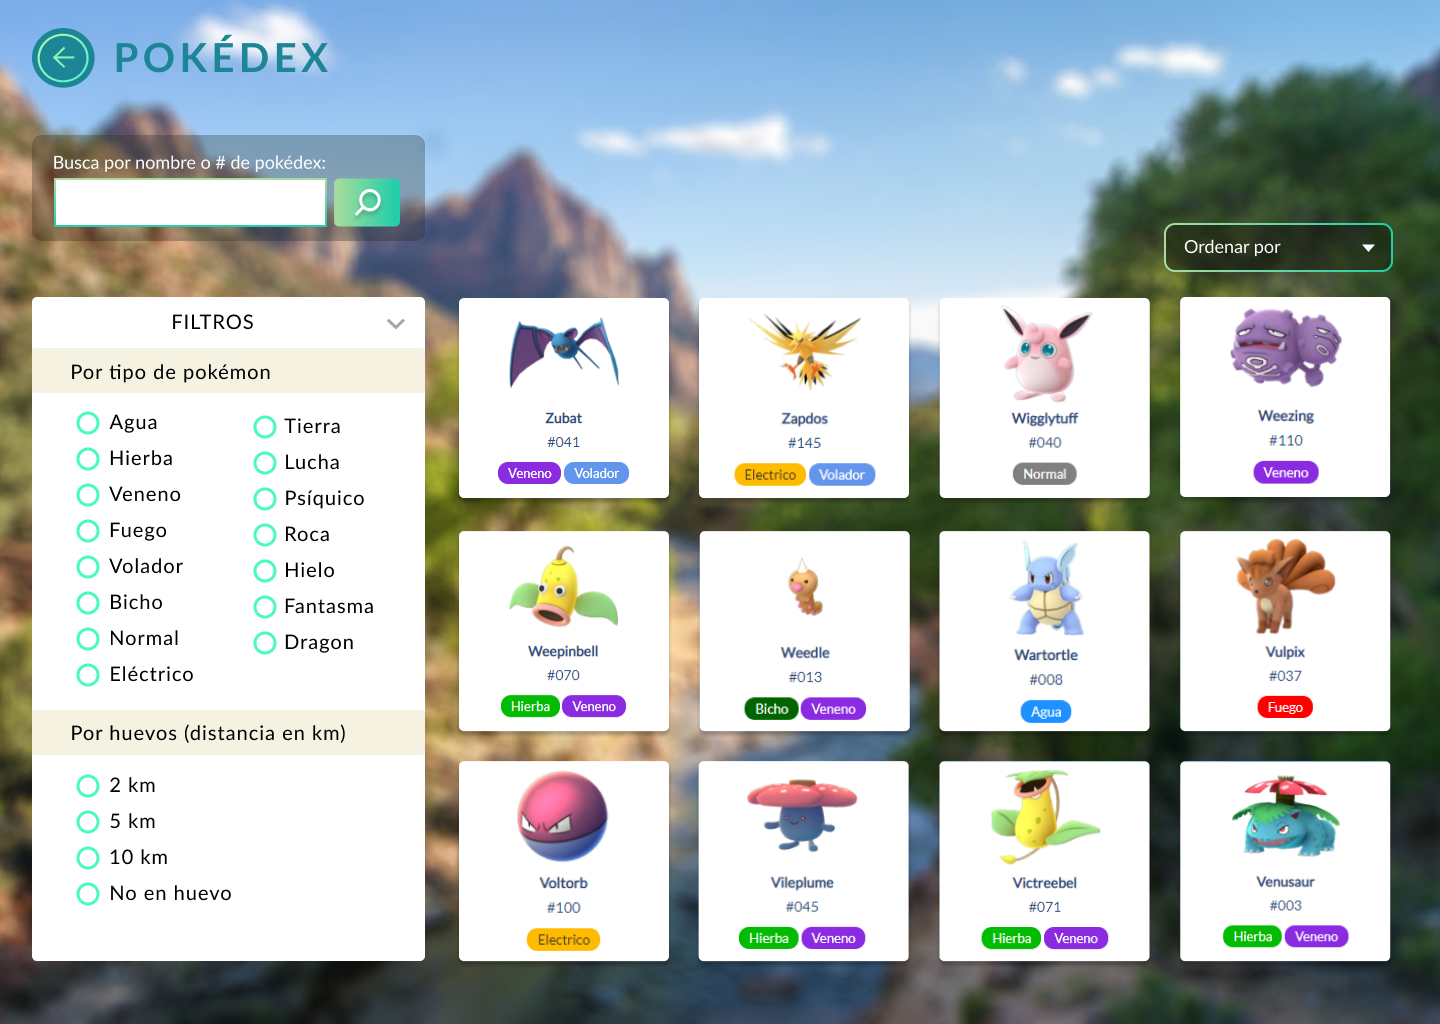 POKÉDEX
Busca por nombre o # de pokédex:
Ordenar por
FILTROS
Por tipo de pokémon
Agua
Hierba
Veneno
Fuego
Volador
Bicho
Normal
Eléctrico
Tierra
Lucha
Psíquico
Roca
Hielo
Fantasma
Dragon
Por huevos (distancia en km)
2 km
5 km
10 km
No en huevo
Zubat
#041
Veneno Volador
Zapdos
#145
Electrico Volador
Wigglytuff
#040
Normal
Weezing
#110
Veneno
Weepinbell
#070
Hierba Veneno
Weedle
#013
Bicho Veneno
Wartortle
#008
Agua
Vulpix
#037
Fuego
Voltorb
#100
Electrico
Vileplume
#045
Hierba Veneno
Victreebel
#071
Hierba Veneno
Venusaur
#003
Hierba Veneno